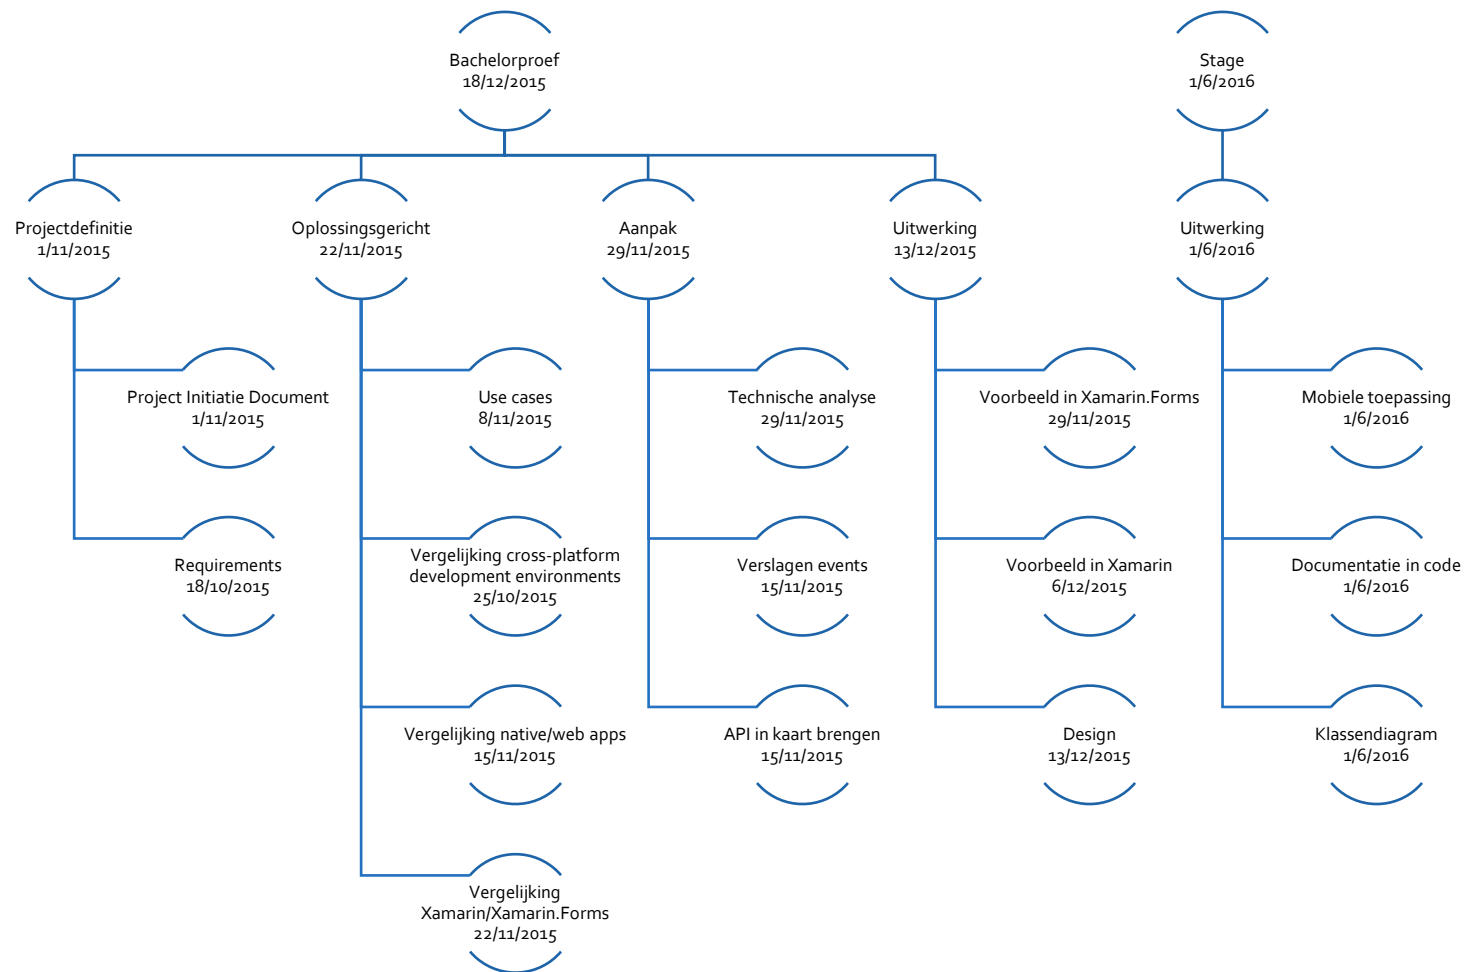 Bachelorproef
18/12/2015
Stage
1/6/2016
Projectdefinitie
1/11/2015
Oplossingsgericht
22/11/2015
Aanpak
29/11/2015
Uitwerking
13/12/2015
Uitwerking
1/6/2016
Project Initiatie Document
1/11/2015
Use cases
8/11/2015
Technische analyse
29/11/2015
Voorbeeld in Xamarin.Forms
29/11/2015
Mobiele toepassing
1/6/2016
Requirements
18/10/2015
Vergelijking cross-platform
development environments
25/10/2015
Verslagen events
15/11/2015
Voorbeeld in Xamarin
6/12/2015
Documentatie in code
1/6/2016
Vergelijking native/web apps
15/11/2015
API in kaart brengen
15/11/2015
Design
13/12/2015
Klassendiagram
1/6/2016
Vergelijking
Xamarin/Xamarin.Forms
22/11/2015